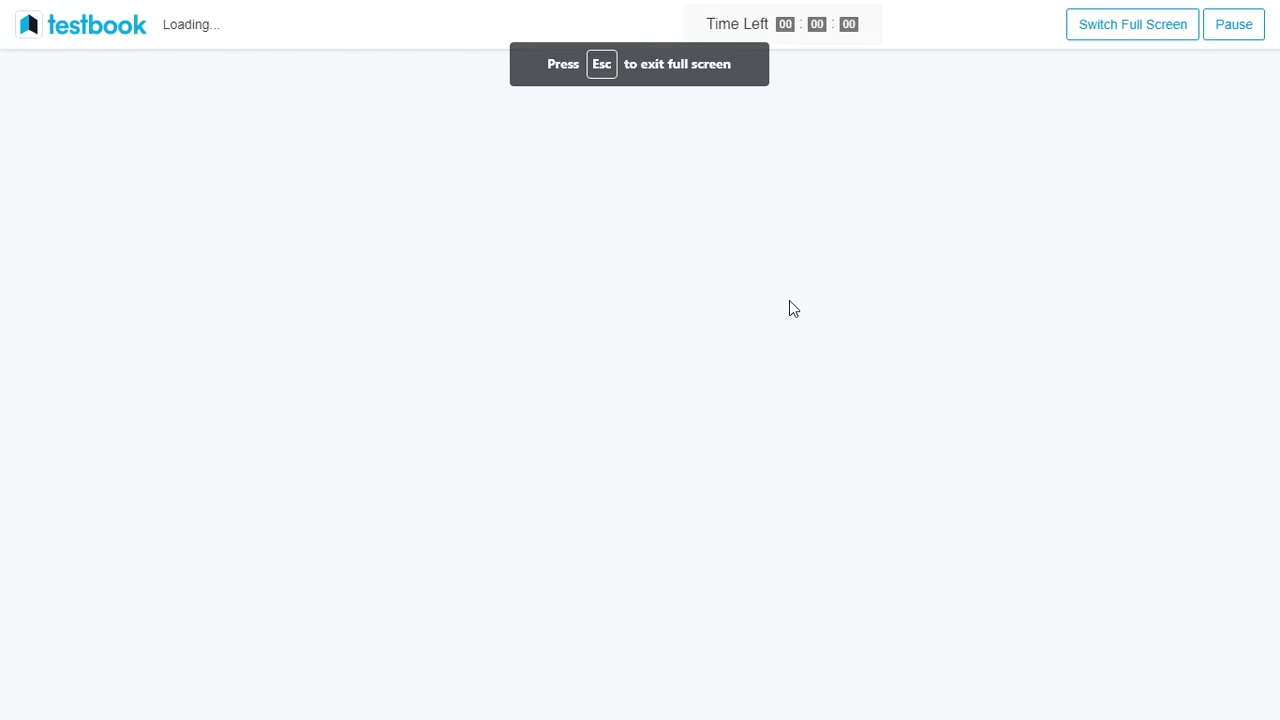 testbook Loading... Time Left 00 : 00 : 00 Switch Full Screen Pause
Press Esc to exit full screen